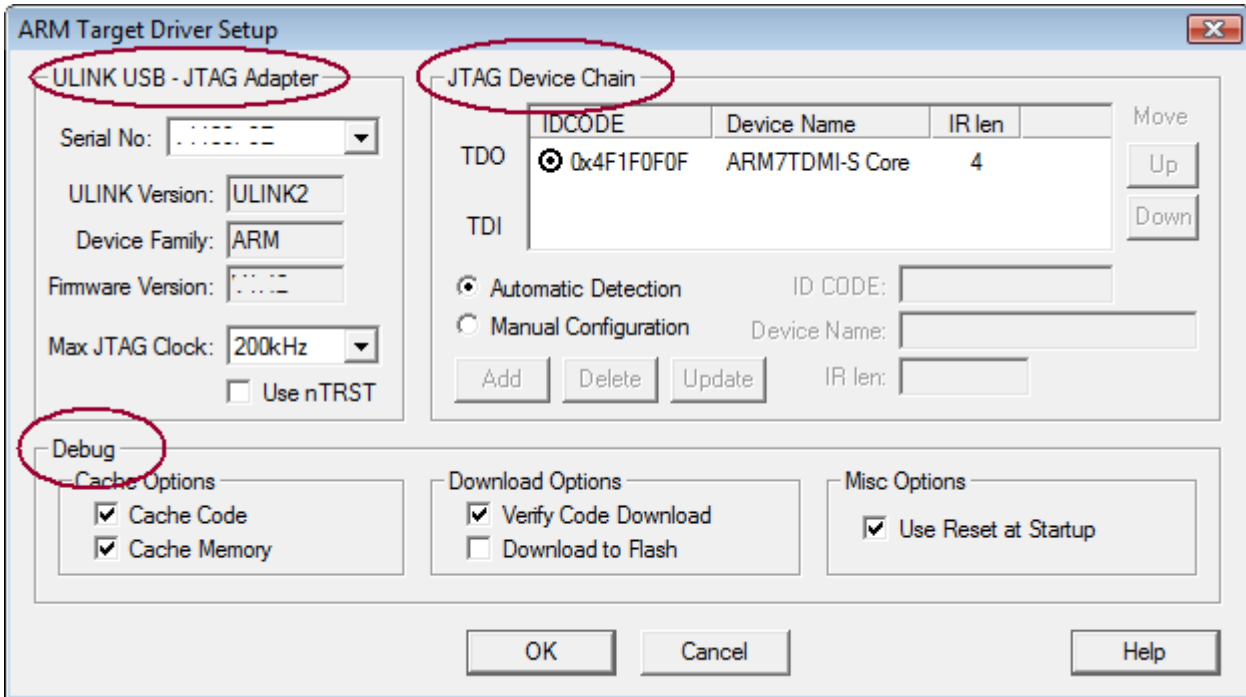 ARM Target Driver Setup
ULINK USB - JTAG Adapter
Serial No:
ULINK Version: ULINK2
Device Family: ARM
Firmware Version:
Max JTAG Clock: 200kHz
Use nTRST
JTAG Device Chain
IDCODE Device Name IR len
TDO 0x4F1F0F0F ARM7TDMI-S Core 4
TDI
Move
Up
Down
Automatic Detection
Manual Configuration
ID CODE:
Device Name:
Add Delete Update IR len:
Debug
Cache Options
Cache Code
Cache Memory
Download Options
Verify Code Download
Download to Flash
Misc Options
Use Reset at Startup
OK Cancel Help